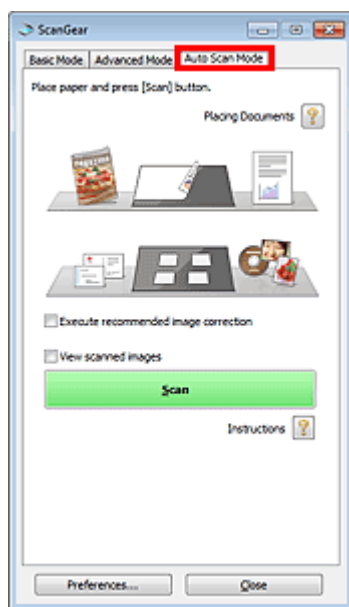 ScanGear
Basic Mode Advanced Mode Auto Scan Mode
Place paper and press [Scan] button.
Placing Documents ?
magazine
Execute recommended image correction
View scanned images
Scan
Instructions ?
Preferences... Close